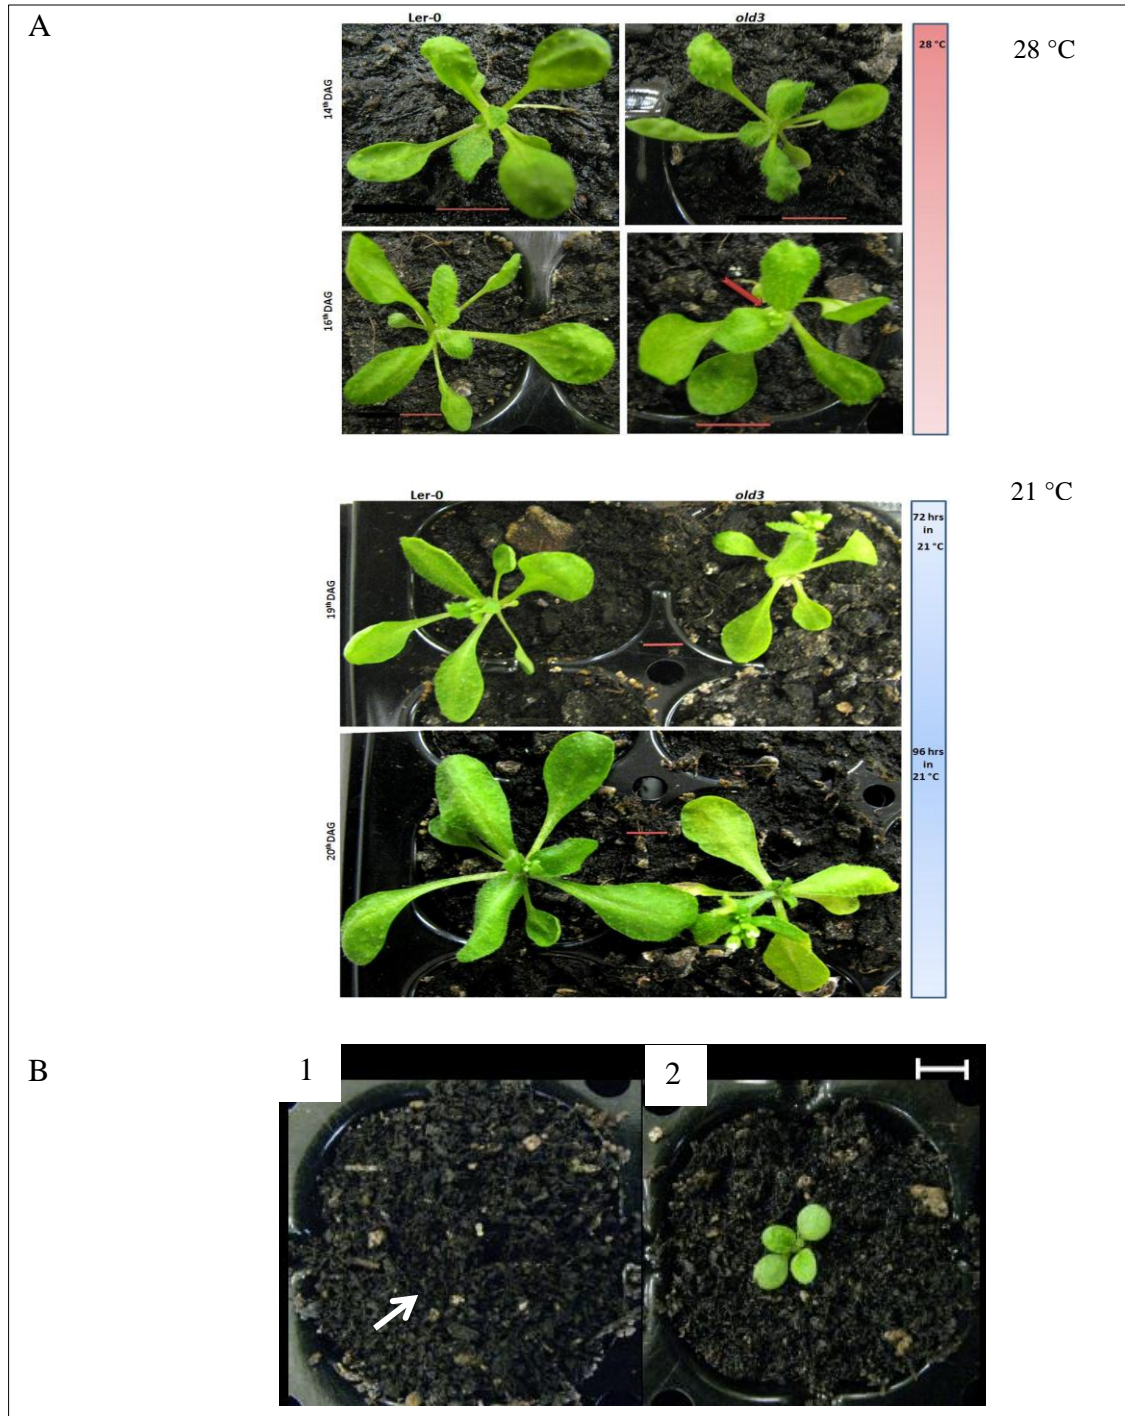 A
Ler-0 old3
28 °C
28 °C
14th DAG
16th DAG
21 °C
Ler-0 old3
72 hrs
in
21 °C
19th DAG
96 hrs
in
21 °C
20th DAG
B
1 2